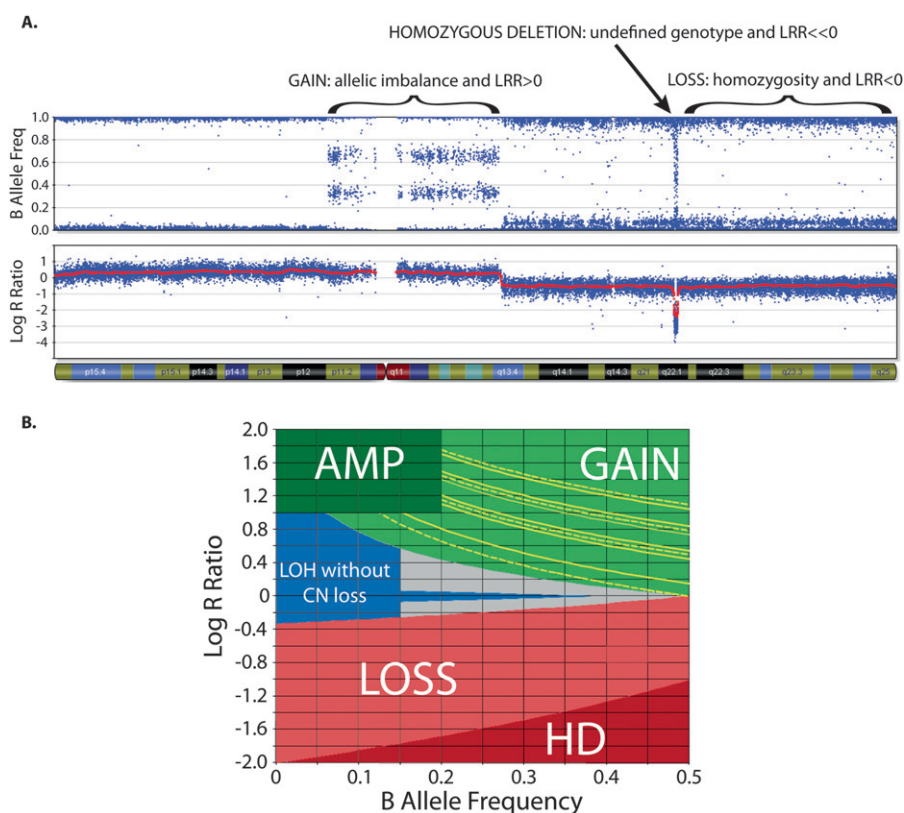 A.
HOMOZYGOUS DELETION: undefined genotype and LRR<<0
GAIN: allelic imbalance and LRR>0
LOSS: homozygosity and LRR<0
B Allele Freq
1.0
0.8
0.6
0.4
0.2
0.0
Log R Ratio
1
0
-1
-2
-3
-4
p15.4 p15.1 p14.3 p14.1 p13 p12 p11.2 q11 q13.4 q14.1 q14.3 q21 q22.1 q22.3 q23.3 q25
B.
Log R Ratio
2.0
1.6
1.2
0.8
0.4
0
-0.4
-0.8
-1.2
-1.6
-2.0
AMP
GAIN
LOH without
CN loss
LOSS
HD
0 0.1 0.2 0.3 0.4 0.5
B Allele Frequency